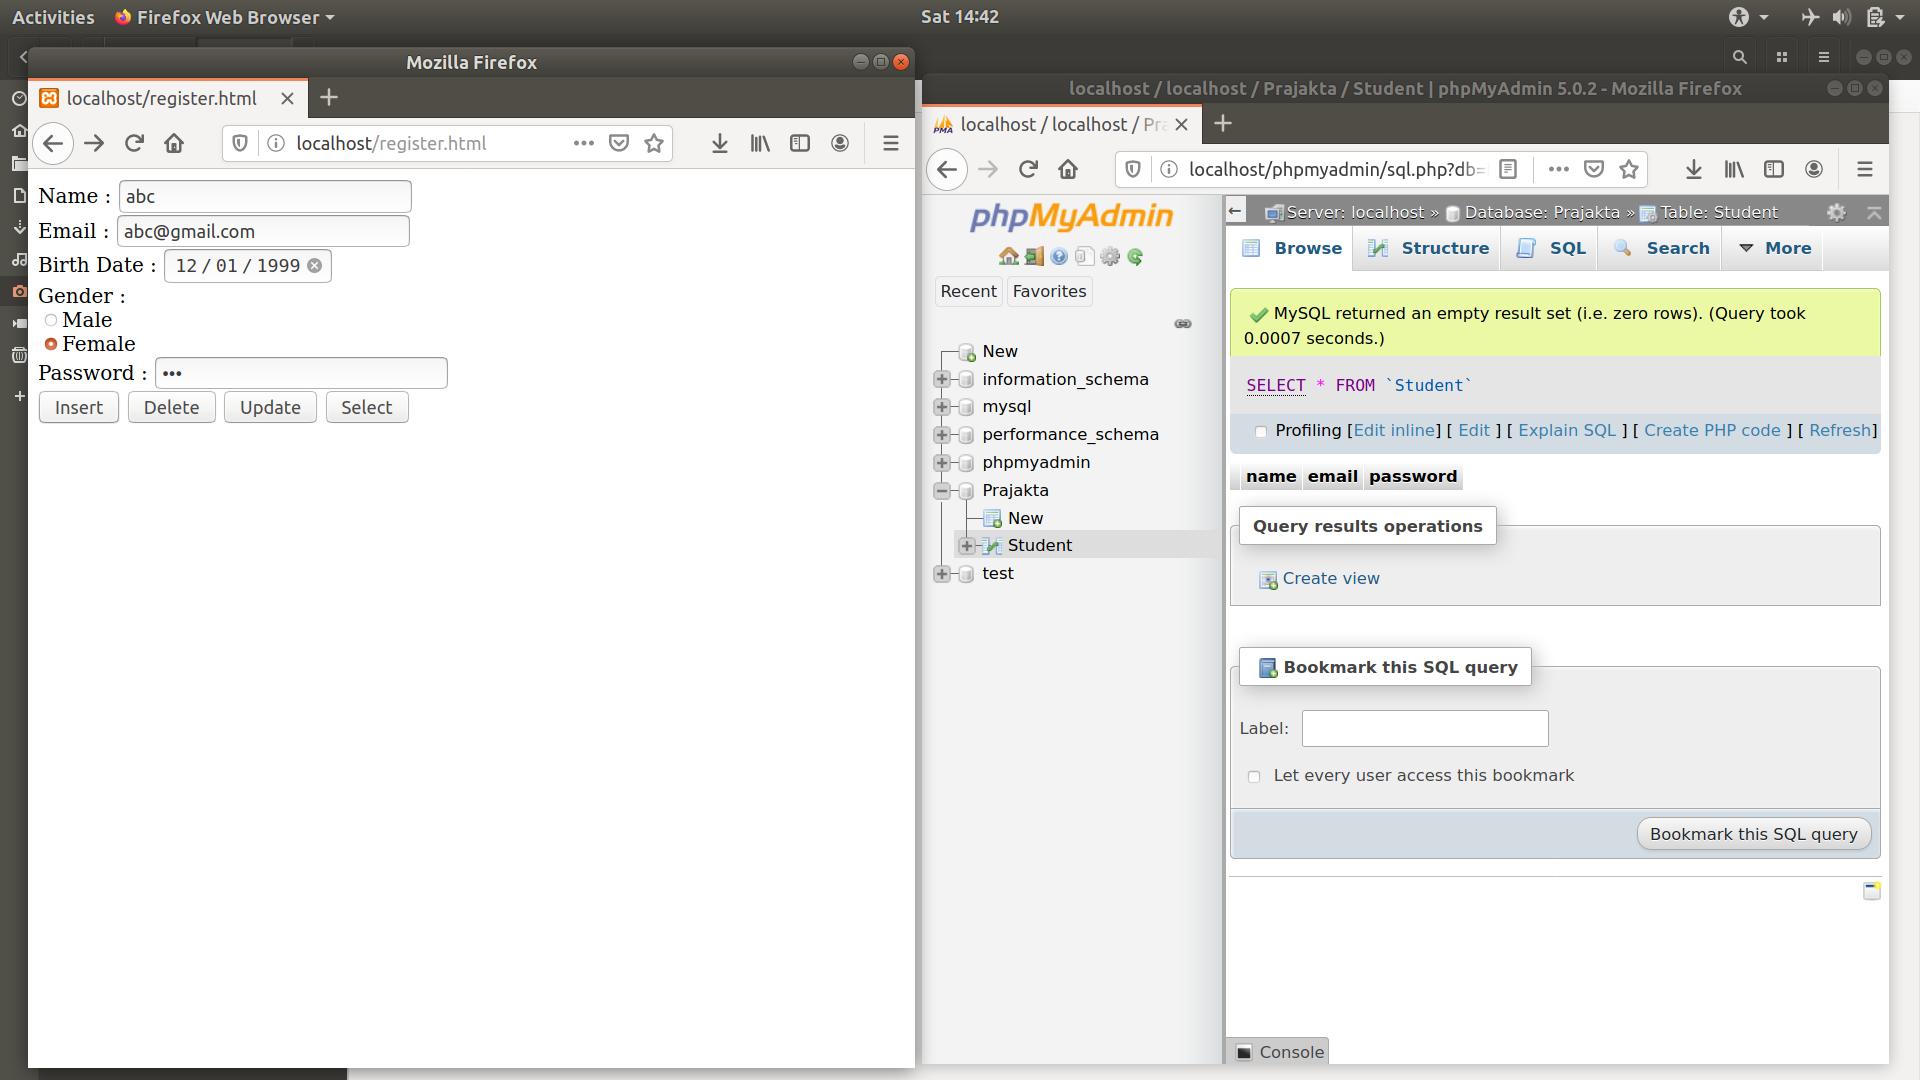 Activities
Firefox Web Browser
Sat 14:42
Mozilla Firefox
localhost/register.html
localhost/register.html
Name : abc
Email : abc@gmail.com
Birth Date : 12 / 01 / 1999
Gender :
Male
Female
Password : •••
Insert Delete Update Select
localhost / localhost / Prajakta / Student | phpMyAdmin 5.0.2 - Mozilla Firefox
PMA localhost / localhost / Pra
localhost/phpmyadmin/sql.php?db=
phpMyAdmin
Recent Favorites
New
information_schema
mysql
performance_schema
phpmyadmin
Prajakta
New
Student
test
Server: localhost » Database: Prajakta » Table: Student
Browse Structure SQL Search More
MySQL returned an empty result set (i.e. zero rows). (Query took
0.0007 seconds.)
SELECT * FROM `Student`
Profiling [Edit inline] [ Edit ] [ Explain SQL ] [ Create PHP code ] [ Refresh]
name email password
Query results operations
Create view
Bookmark this SQL query
Label:
Let every user access this bookmark
Bookmark this SQL query
Console